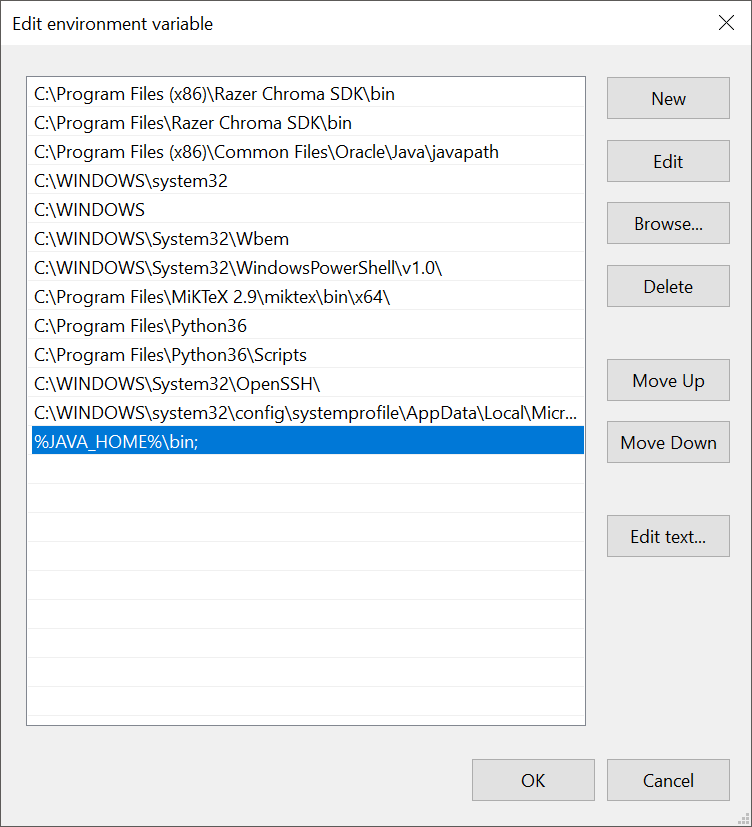 Edit environment variable
C:\Program Files (x86)\Razer Chroma SDK\bin
C:\Program Files\Razer Chroma SDK\bin
C:\Program Files (x86)\Common Files\Oracle\Java\javapath
C:\WINDOWS\system32
C:\WINDOWS
C:\WINDOWS\System32\Wbem
C:\WINDOWS\System32\WindowsPowerShell\v1.0\
C:\Program Files\MiKTeX 2.9\miktex\bin\x64\
C:\Program Files\Python36
C:\Program Files\Python36\Scripts
C:\WINDOWS\System32\OpenSSH\
C:\WINDOWS\system32\config\systemprofile\AppData\Local\Micr...
%JAVA_HOME%\bin;
New
Edit
Browse...
Delete
Move Up
Move Down
Edit text...
OK
Cancel